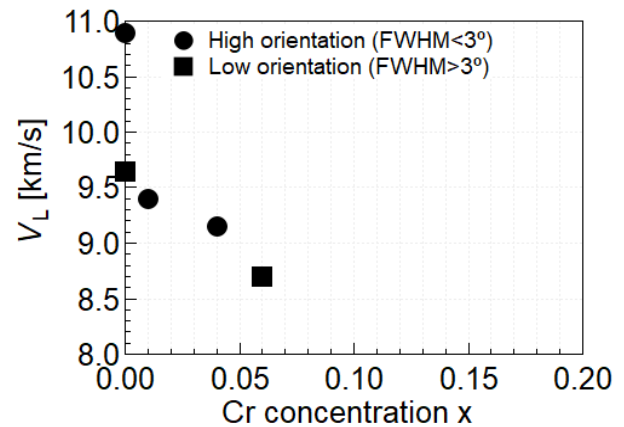 11.0
High orientation (FWHM<3º)
Low orientation (FWHM>3º)
10.5
10.0
9.5
9.0
8.5
8.0
V_L [km/s]
0.00 0.05 0.10 0.15 0.20
Cr concentration x